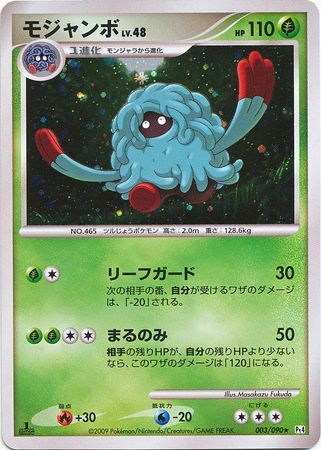 モジャンボ LV.48 HP 110
1進化 モンジャラから進化
NO.465 ツルじょうポケモン 高さ:2.0m 重さ:128.6kg
リーフガード 30
次の相手の番、自分が受けるワザのダメージ
は、「-20」される。
まるのみ 50
相手の残りHPが、自分の残りHPより少ない
なら、このワザのダメージは「120」になる。
Illus.Masakazu Fukuda
弱点 +30 抵抗力 -20 にげる
©2009 Pokémon/Nintendo/Creatures/GAME FREAK. 003/090★ Pt4